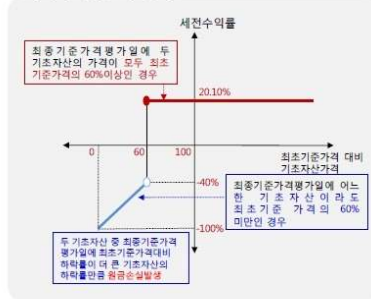 세전수익률
최종기준가격평가일에 두
기초자산의 가격이 모두 최초
기준가격의 60%이상인 경우
20.10%
0
60
100
최초기준가격 대비
기초자산가격
-40%
최종기준가격평가일에 어느
한 기초자산이라도
최초기준 가격의 60%
미만인 경우
-100%
두 기초자산 중 최종기준가격
평가일에 최초기준가격대비
하락률이 더 큰 기초자산의
하락률만큼 원금손실발생